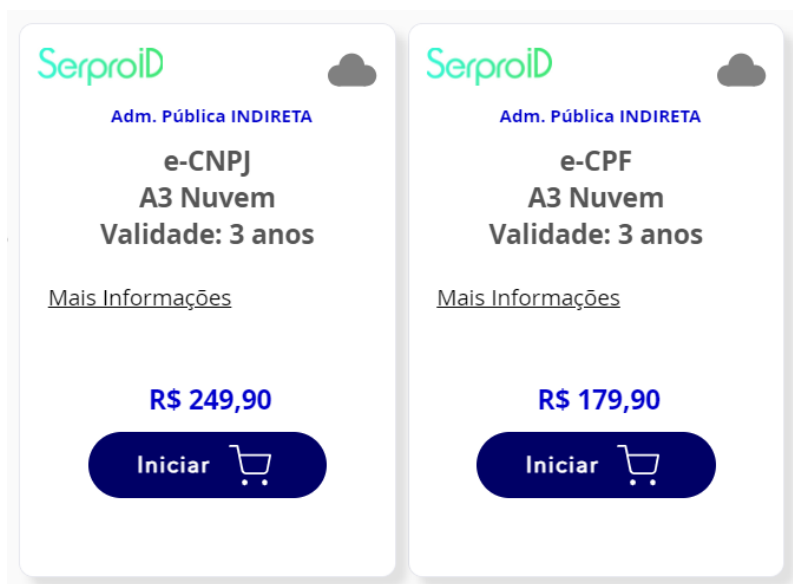 SerproID
Adm. Pública INDIRETA
e-CNPJ
A3 Nuvem
Validade: 3 anos
Mais Informações
R$ 249,90
Iniciar
SerproID
Adm. Pública INDIRETA
e-CPF
A3 Nuvem
Validade: 3 anos
Mais Informações
R$ 179,90
Iniciar